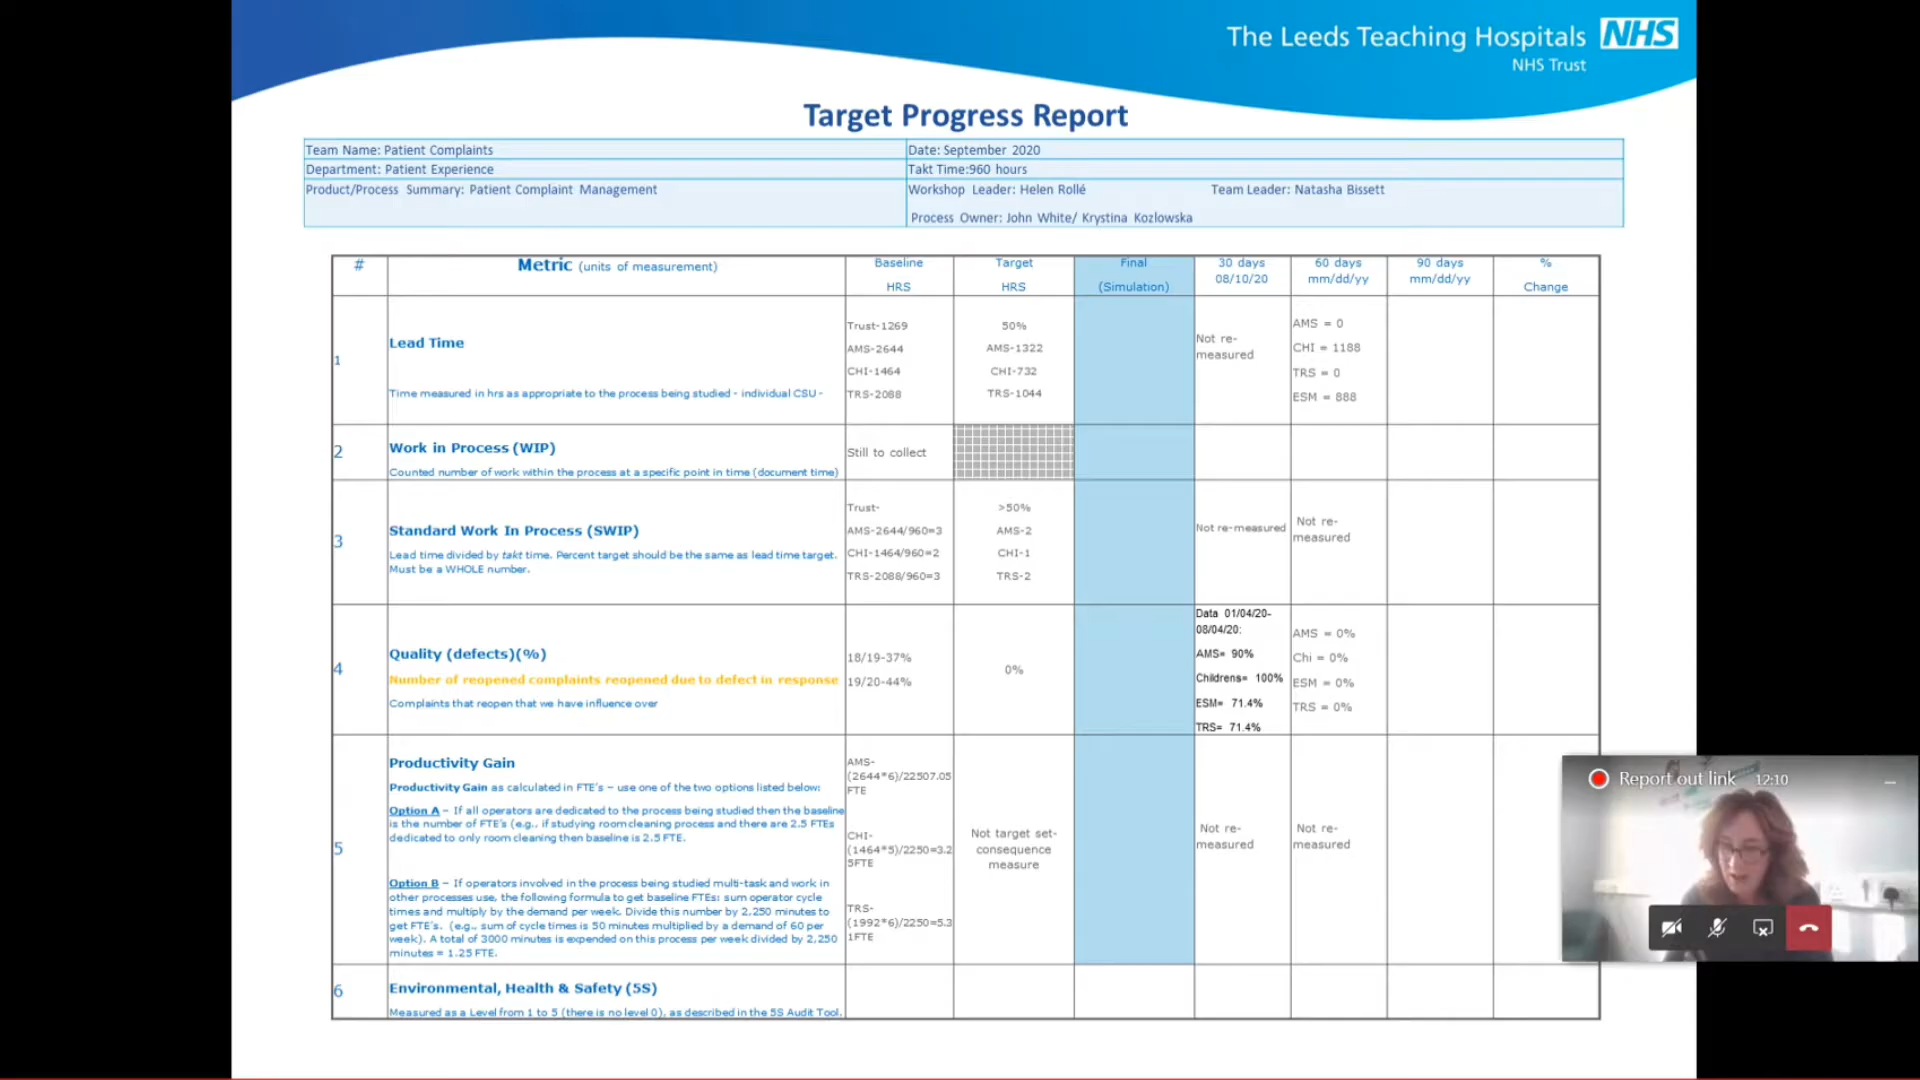 The Leeds Teaching Hospitals NHS
NHS Trust
Target Progress Report
Team Name: Patient Complaints
Date: September 2020
Department: Patient Experience
Takt Time:960 hours
Product/Process Summary: Patient Complaint Management
Workshop Leader: Helen Rollé Team Leader: Natasha Bissett
Process Owner: John White/ Krystina Kozlowska
# Metric (units of measurement)
Baseline
HRS
Target
HRS
Final
(Simulation)
30 days
08/10/20
60 days
mm/dd/yy
90 days
mm/dd/yy
%
Change
1
Lead Time
Time measured in hrs as appropriate to the process being studied - individual CSU -
Trust-1269
AMS-2644
CHI-1464
TRS-2088
50%
AMS-1322
CHI-732
TRS-1044
Not re-
measured
AMS = 0
CHI = 1188
TRS = 0
ESM = 888
2
Work in Process (WIP)
Counted number of work within the process at a specific point in time (document time)
Still to collect
3
Standard Work In Process (SWIP)
Lead time divided by takt time. Percent target should be the same as lead time target.
Must be a WHOLE number.
Trust-
AMS-2644/960=3
CHI-1464/960=2
TRS-2088/960=3
>50%
AMS-2
CHI-1
TRS-2
Not re-measured
Not re-
measured
4
Quality (defects)(%)
Number of reopened complaints reopened due to defect in response
Complaints that reopen that we have influence over
18/19-37%
19/20-44%
0%
Data 01/04/20-
08/04/20:
AMS= 90%
Childrens= 100%
ESM= 71.4%
TRS= 71.4%
AMS = 0%
Chi = 0%
ESM = 0%
TRS = 0%
5
Productivity Gain
Productivity Gain as calculated in FTE's – use one of the two options listed below:
Option A – If all operators are dedicated to the process being studied then the baseline
is the number of FTE's (e.g., if studying room cleaning process and there are 2.5 FTEs
dedicated to only room cleaning then baseline is 2.5 FTE.
Option B – If operators involved in the process being studied multi-task and work in
other processes use, the following formula to get baseline FTEs: sum operator cycle
times and multiply by the demand per week. Divide this number by 2,250 minutes to
get FTE's. (e.g., sum of cycle times is 50 minutes multiplied by a demand of 60 per
week). A total of 3000 minutes is expended on this process per week divided by 2,250
minutes = 1.25 FTE.
AMS-
(2644*6)/22507.05
FTE
CHI-
(1464*5)/2250=3.2
5FTE
TRS-
(1992*6)/2250=5.3
1FTE
Not target set-
consequence
measure
Not re-
measured
Not re-
measured
6
Environmental, Health & Safety (5S)
Measured as a Level from 1 to 5 (there is no level 0), as described in the 5S Audit Tool.
Report out link 12:10